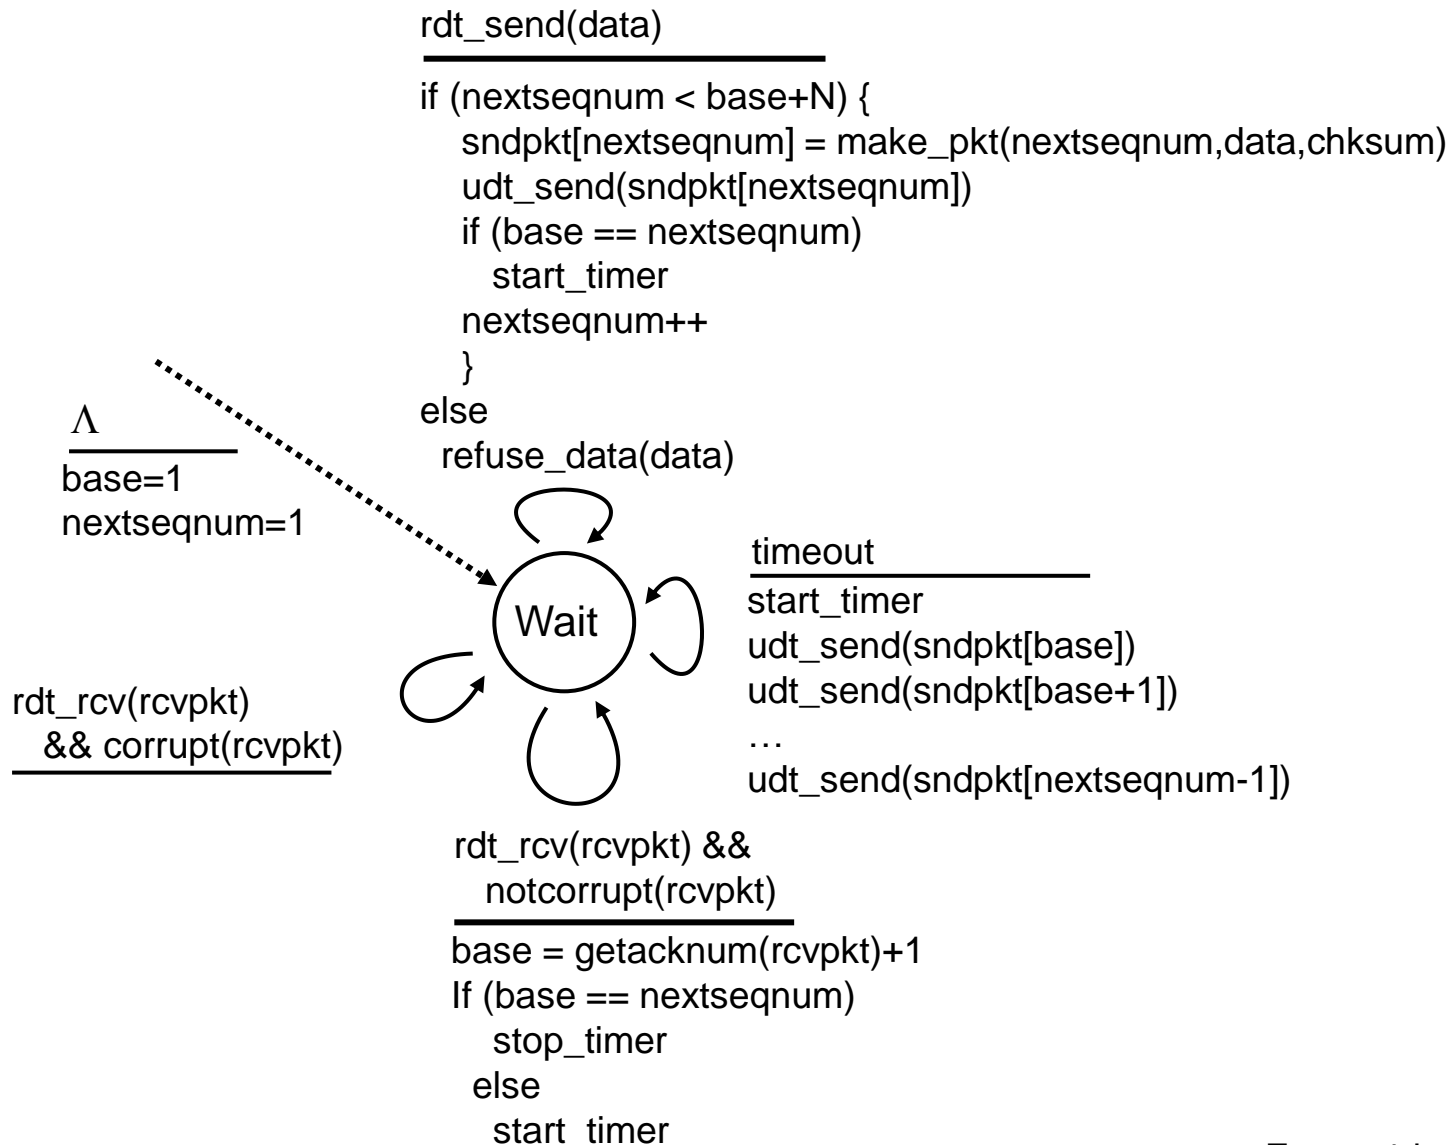 rdt_send(data)
if (nextseqnum < base+N) {
sndpkt[nextseqnum] = make_pkt(nextseqnum,data,chksum)
udt_send(sndpkt[nextseqnum])
if (base == nextseqnum)
start_timer
nextseqnum++
}
else
refuse_data(data)
Λ
base=1
nextseqnum=1
Wait
timeout
start_timer
udt_send(sndpkt[base])
udt_send(sndpkt[base+1])
…
udt_send(sndpkt[nextseqnum-1])
rdt_rcv(rcvpkt)
&& corrupt(rcvpkt)
rdt_rcv(rcvpkt) &&
notcorrupt(rcvpkt)
base = getacknum(rcvpkt)+1
If (base == nextseqnum)
stop_timer
else
start_timer